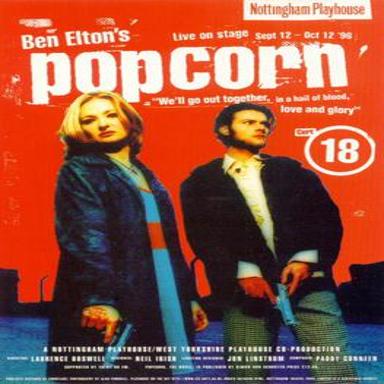 Nottingham Playhouse
Ben Elton's
Live on stage Sept 12 - Oct 12 '96
popcorn
"We'll go out together, in a hail of blood,
love and glory"
Cert
18
A NOTTINGHAM PLAYHOUSE/WEST YORKSHIRE PLAYHOUSE CO-PRODUCTION
LAURENCE BOSWELL NEIL IRISH JON LINSTRUM PADDY CUNNEEN